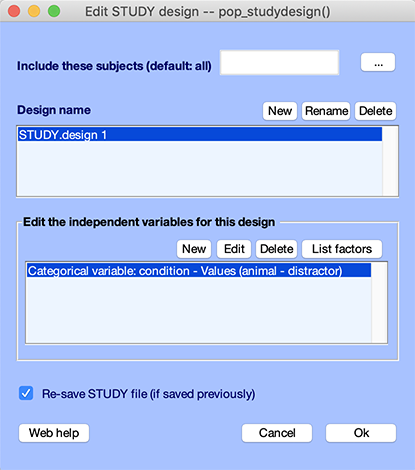 Edit STUDY design -- pop_studydesign()
Include these subjects (default: all) ...
Design name New Rename Delete
STUDY.design 1
Edit the independent variables for this design
New Edit Delete List factors
Categorical variable: condition - Values (animal - distractor)
Re-save STUDY file (if saved previously)
Web help Cancel Ok